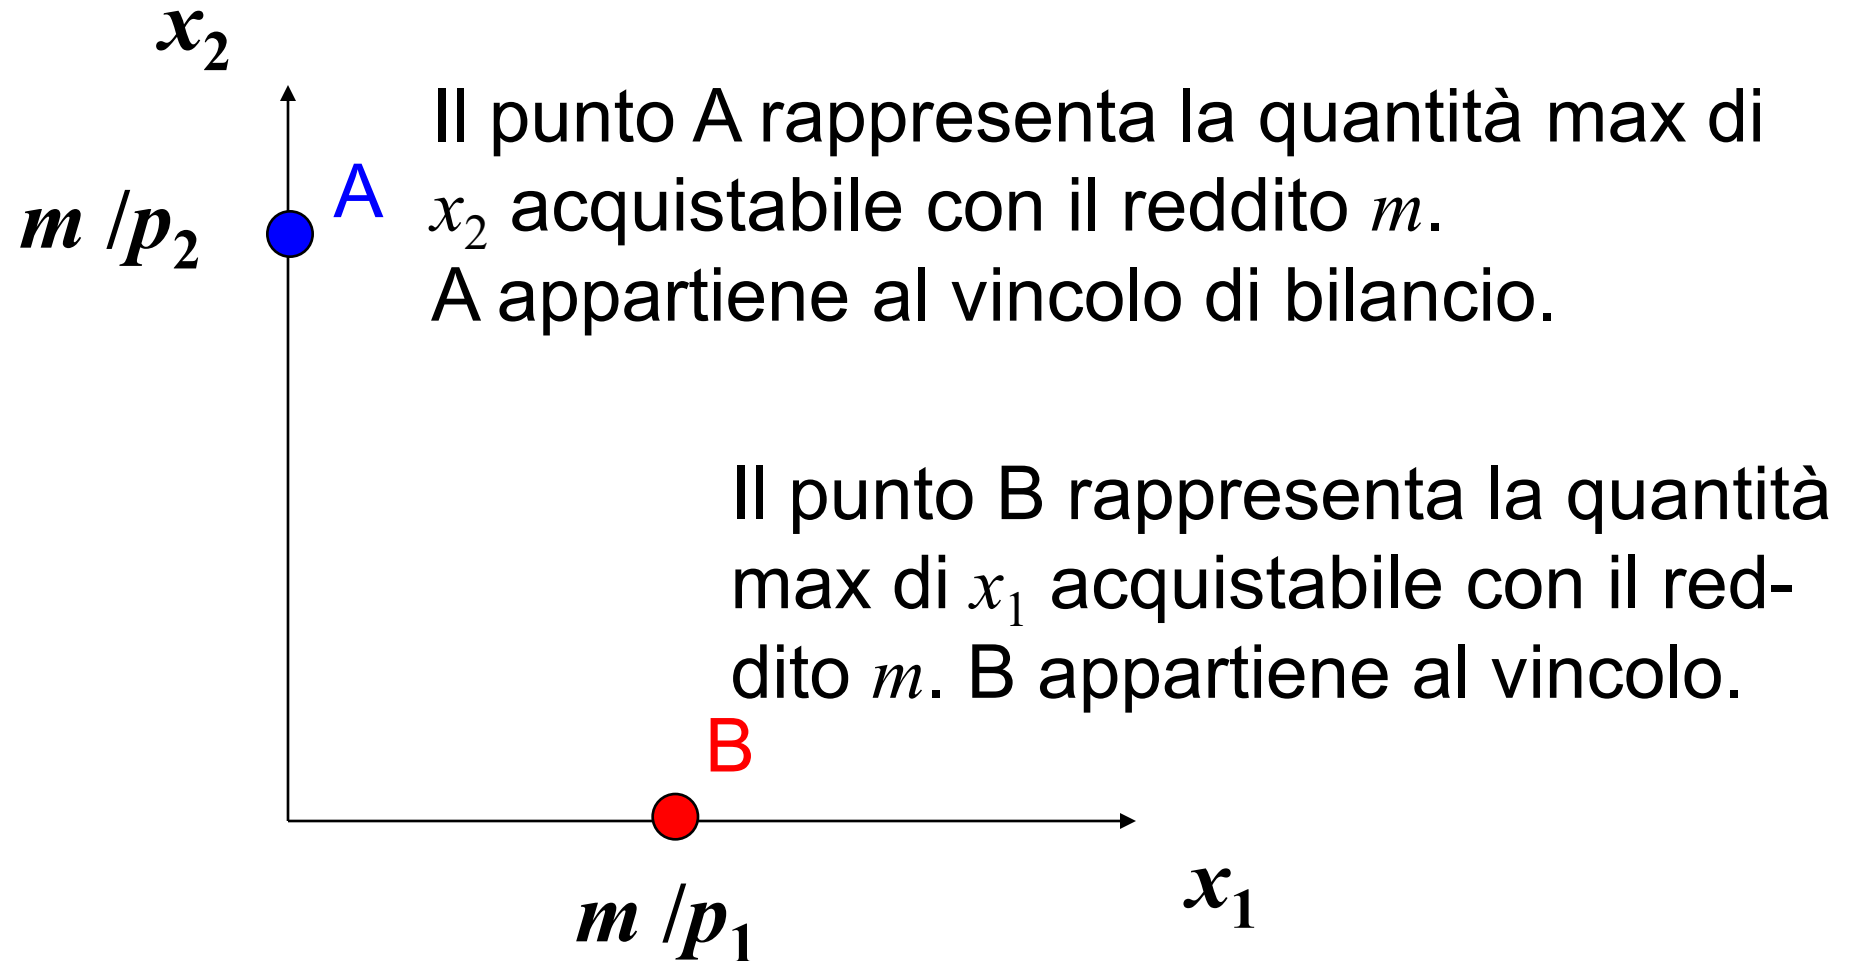 x₂
Il punto A rappresenta la quantità max di
A
x₂ acquistabile con il reddito m.
m /p₂
A appartiene al vincolo di bilancio.
Il punto B rappresenta la quantità
max di x₁ acquistabile con il red-
dito m. B appartiene al vincolo.
B
x₁
m /p₁